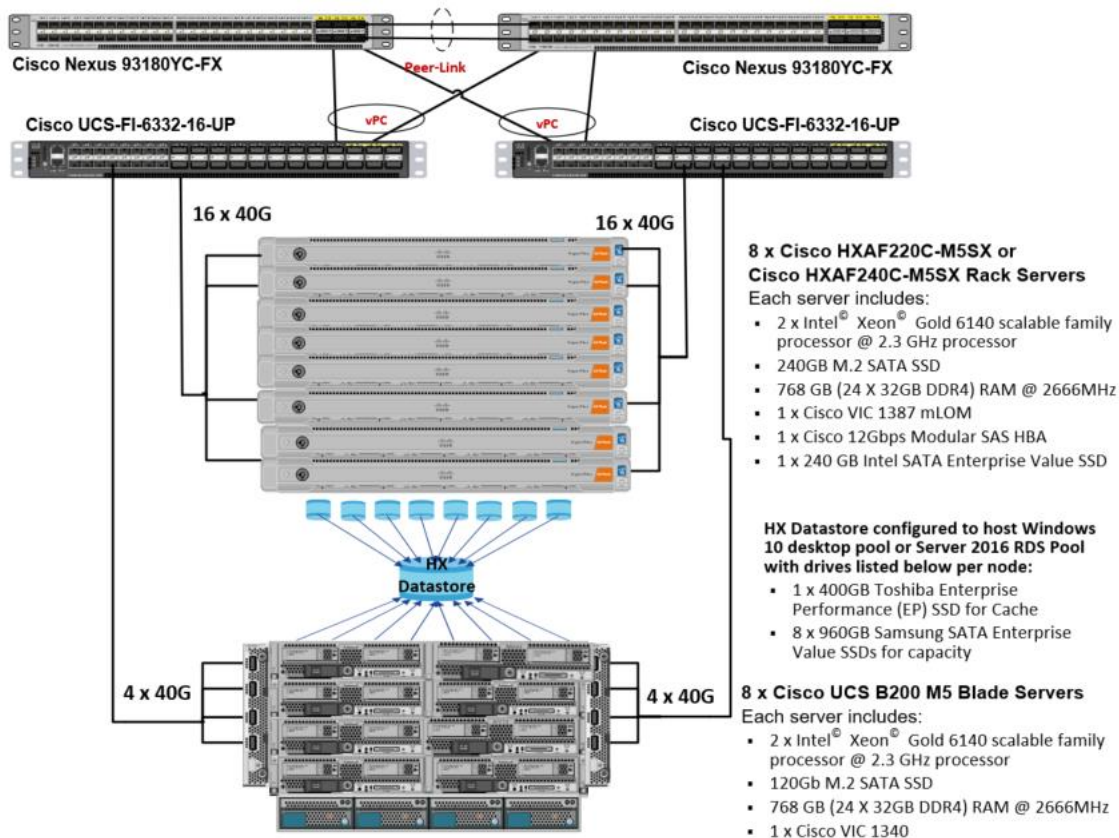 Cisco Nexus 93180YC-FX
Cisco Nexus 93180YC-FX
Peer-Link
Cisco UCS-FI-6332-16-UP
vPC
vPC
Cisco UCS-FI-6332-16-UP
16 x 40G
16 x 40G
8 x Cisco HXAF220C-M5SX or
Cisco HXAF240C-M5SX Rack Servers
Each server includes:
▪ 2 x Intel© Xeon© Gold 6140 scalable family
processor @ 2.3 GHz processor
▪ 240GB M.2 SATA SSD
▪ 768 GB (24 X 32GB DDR4) RAM @ 2666MHz
▪ 1 x Cisco VIC 1387 mLOM
▪ 1 x Cisco 12Gbps Modular SAS HBA
▪ 1 x 240 GB Intel SATA Enterprise Value SSD
HX
Datastore
HX Datastore configured to host Windows
10 desktop pool or Server 2016 RDS Pool
with drives listed below per node:
▪ 1 x 400GB Toshiba Enterprise
Performance (EP) SSD for Cache
▪ 8 x 960GB Samsung SATA Enterprise
Value SSDs for capacity
4 x 40G
4 x 40G
8 x Cisco UCS B200 M5 Blade Servers
Each server includes:
▪ 2 x Intel© Xeon© Gold 6140 scalable family
processor @ 2.3 GHz processor
▪ 120Gb M.2 SATA SSD
▪ 768 GB (24 X 32GB DDR4) RAM @ 2666MHz
▪ 1 x Cisco VIC 1340